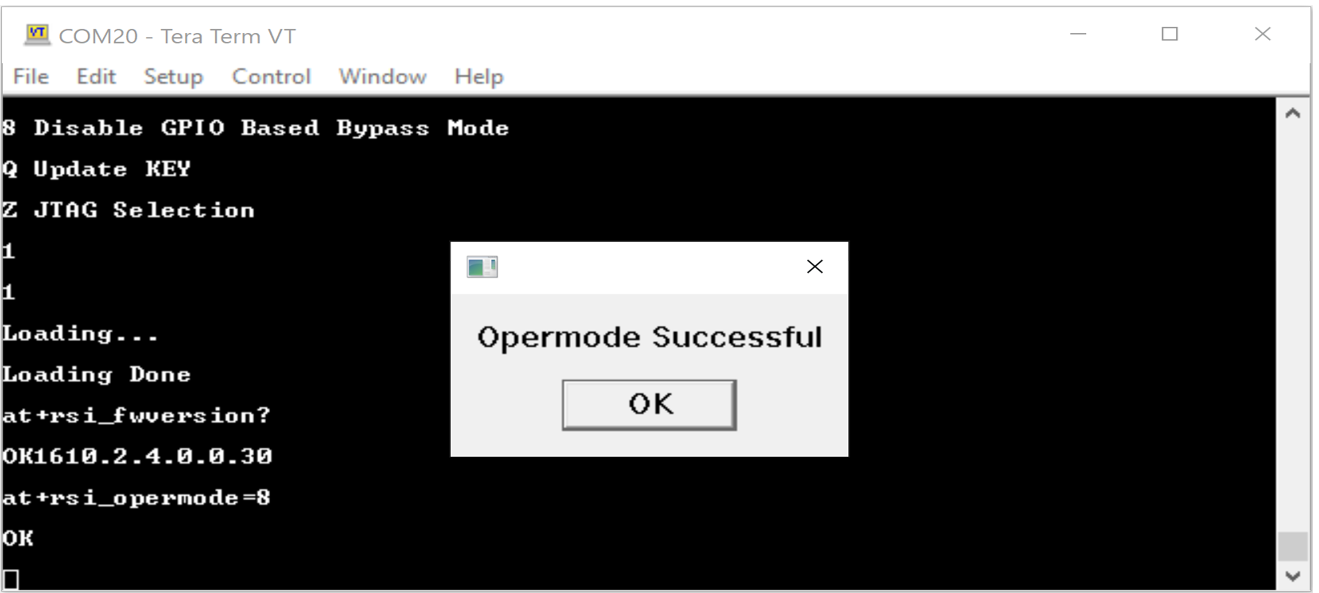 COM20 - Tera Term VT
File Edit Setup Control Window Help
8 Disable GPIO Based Bypass Mode
Q Update KEY
Z JTAG Selection
1
1
Loading...
Loading Done
at+rsi_fwversion?
OK1610.2.4.0.0.30
at+rsi_opermode=8
OK
Opermode Successful
OK